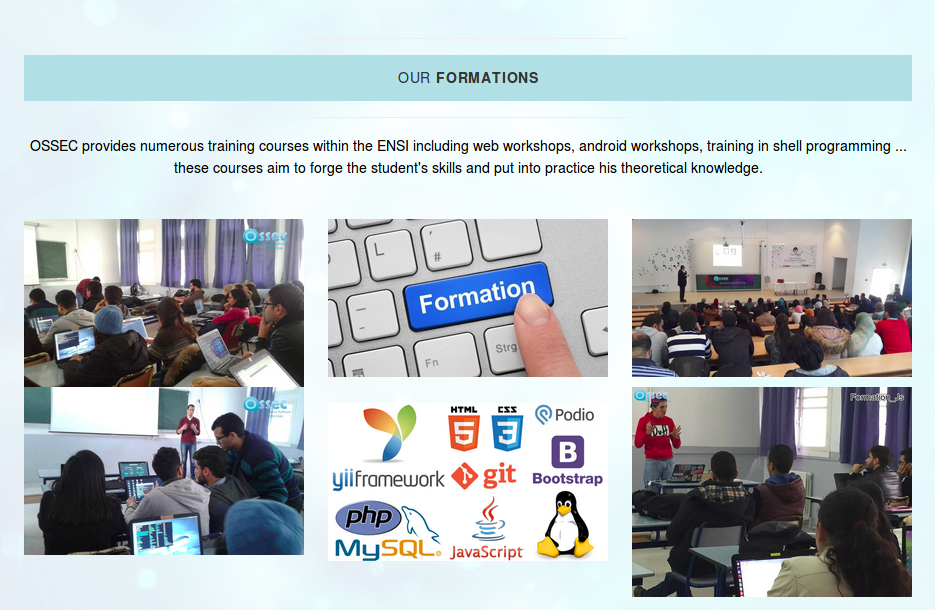 OUR FORMATIONS
OSSEC provides numerous training courses within the ENSI including web workshops, android workshops, training in shell programming ...
these courses aim to forge the student's skills and put into practice his theoretical knowledge.
Ossec
L
"
#
Formation
Fn
Strg
Ossec
Ossec
HTML
5
CSS
3
Podio
yiiframework
git
B
Bootstrap
php
MySQL
JavaScript
Ossec
Formation_Js